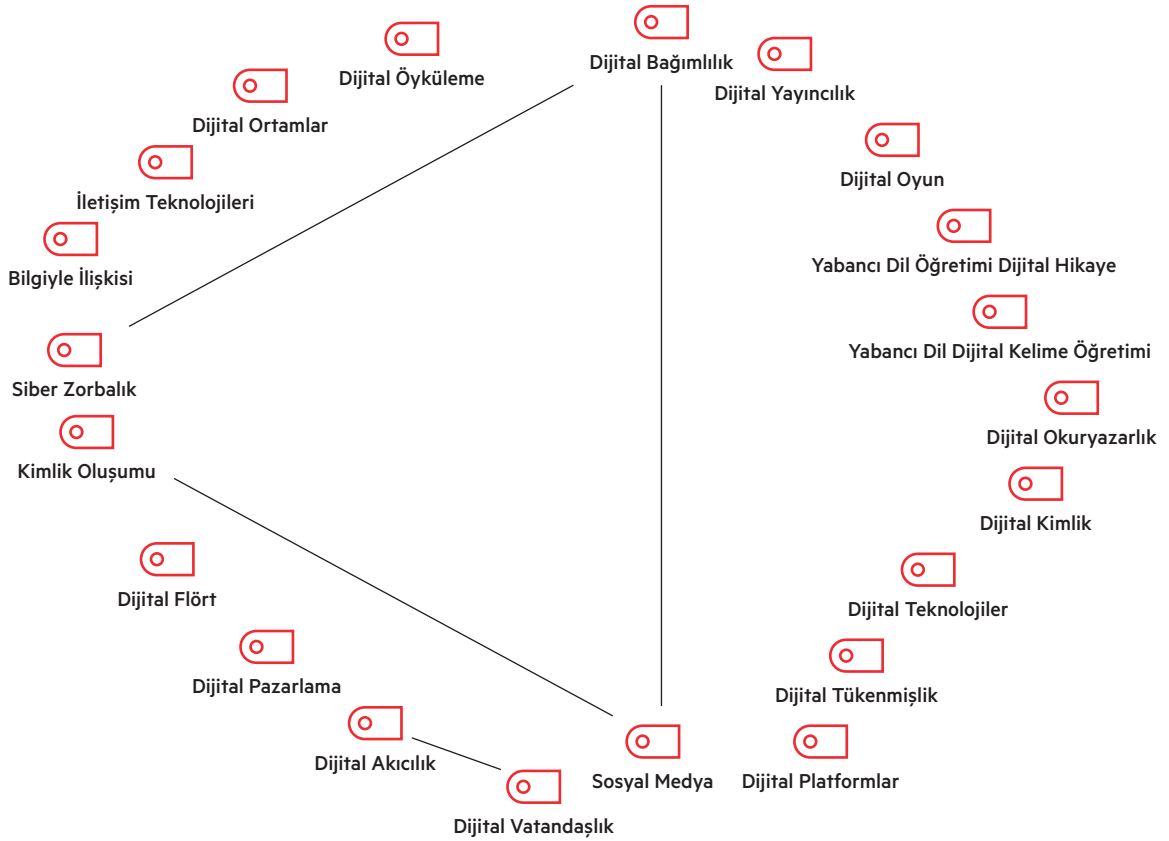 Dijital Bağımlılık
Dijital Öyküleme
Dijital Yayıncılık
Dijital Ortamlar
Dijital Oyun
İletişim Teknolojileri
Yabancı Dil Öğretimi Dijital Hikaye
Bilgiyle İlişkisi
Yabancı Dil Dijital Kelime Öğretimi
Siber Zorbalık
Dijital Okuryazarlık
Kimlik Oluşumu
Dijital Kimlik
Dijital Flört
Dijital Teknolojiler
Dijital Pazarlama
Dijital Tükenmişlik
Dijital Akıcılık
Sosyal Medya
Dijital Platformlar
Dijital Vatandaşlık